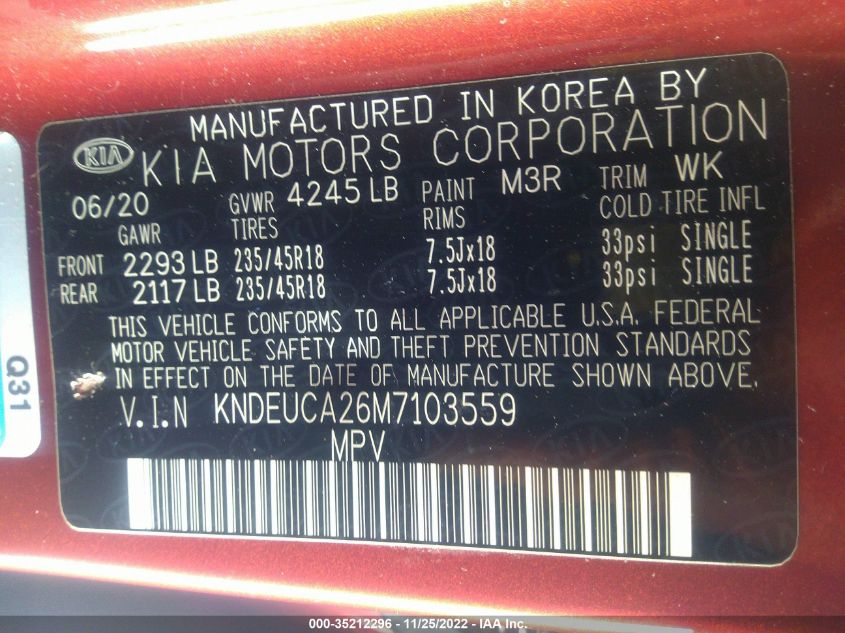 MANUFACTURED IN KOREA BY
KIA KIA MOTORS CORPORATION
06/20 GVWR 4245 LB PAINT M3R TRIM WK
GAWR TIRES RIMS COLD TIRE INFL
FRONT 2293 LB 235/45R18 7.5Jx18 33psi SINGLE
REAR 2117 LB 235/45R18 7.5Jx18 33psi SINGLE
THIS VEHICLE CONFORMS TO ALL APPLICABLE U.S.A. FEDERAL
MOTOR VEHICLE SAFETY AND THEFT PREVENTION STANDARDS
IN EFFECT ON THE DATE OF MANUFACTURE SHOWN ABOVE.
V.I.N KNDEUCA26M7103559
MPV
Q31
KIA
000-35212296 - 11/25/2022 - IAAI.COM